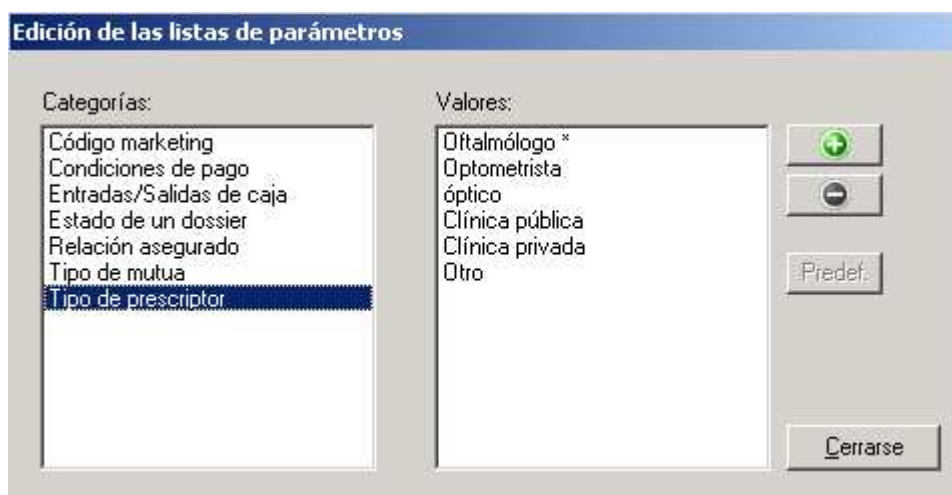 Edición de las listas de parámetros
Categorías:
Código marketing
Condiciones de pago
Entradas/Salidas de caja
Estado de un dossier
Relación asegurado
Tipo de mutua
Tipo de prescriptor
Valores:
Oftalmólogo *
Optometrista
óptico
Clínica pública
Clínica privada
Otro
Predef.
Cerrarse